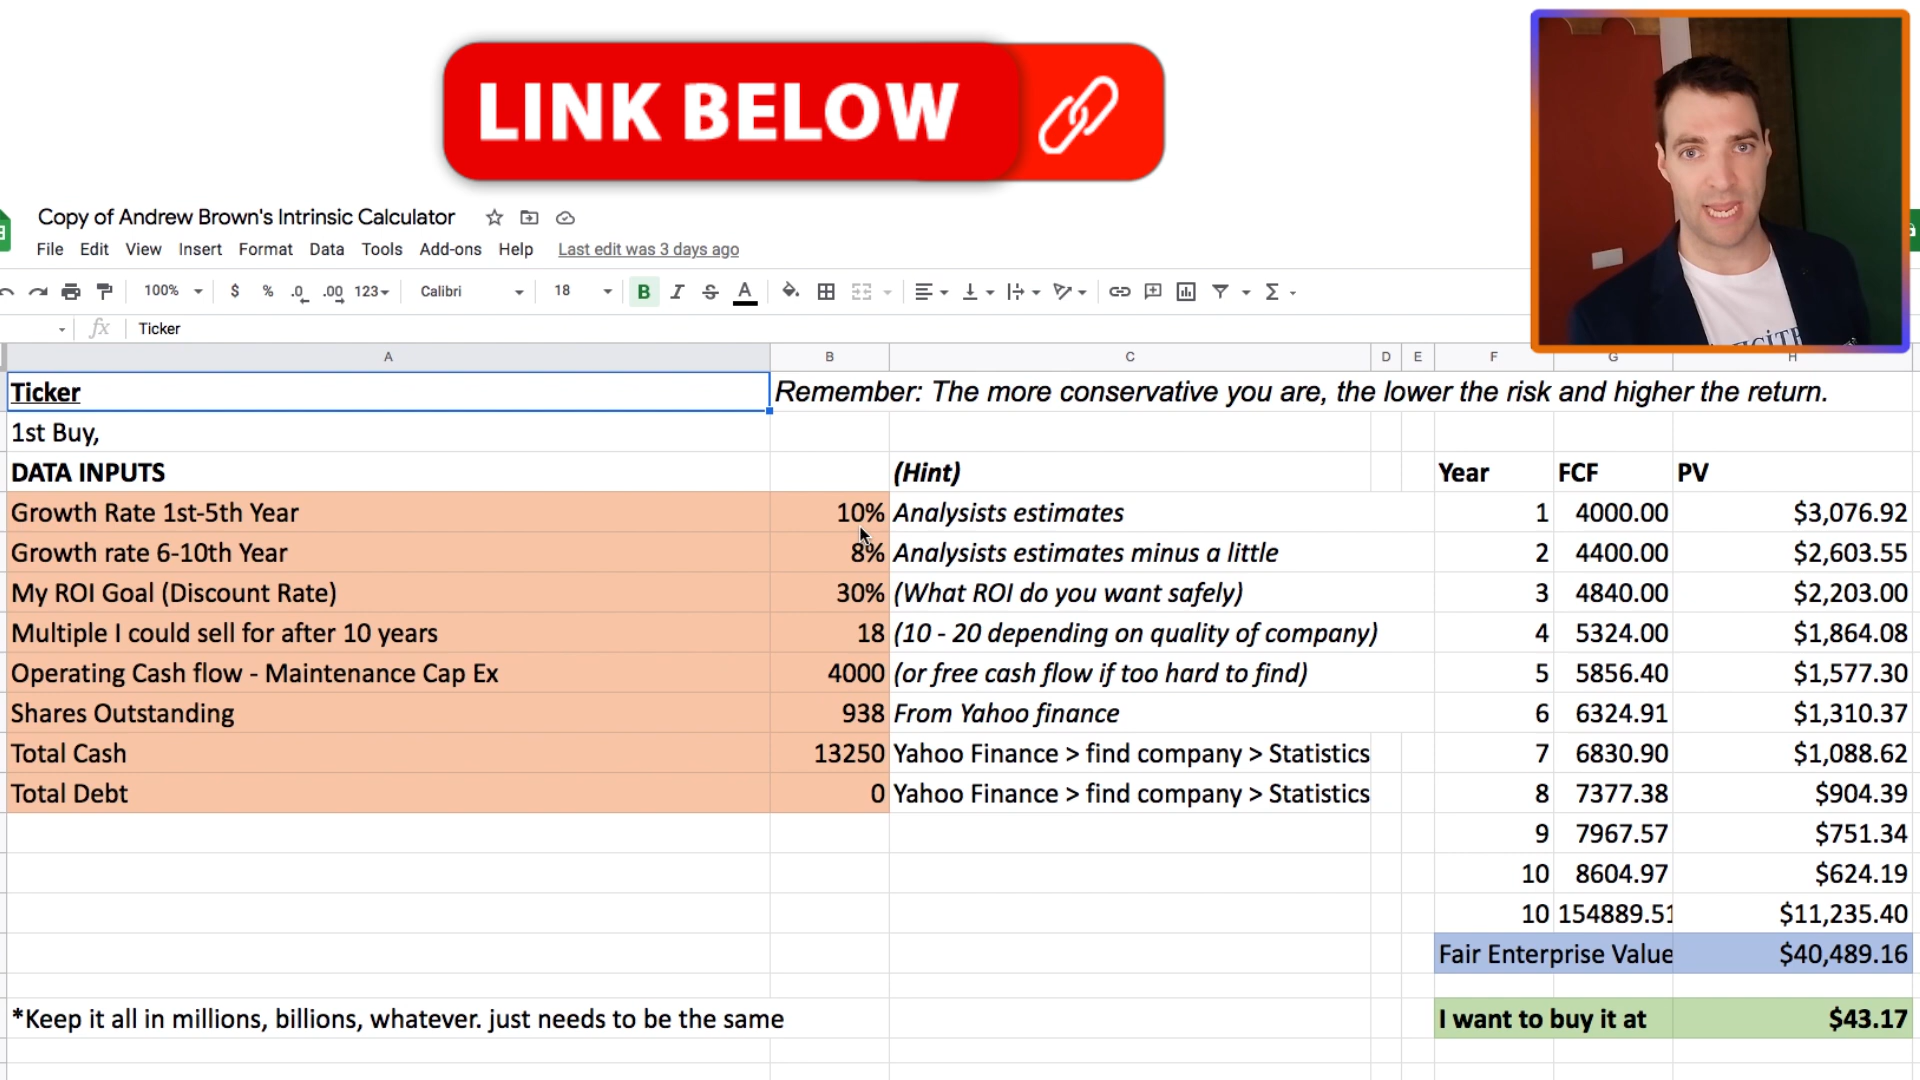 LINK BELOW
Copy of Andrew Brown's Intrinsic Calculator
File Edit View Insert Format Data Tools Add-ons Help Last edit was 3 days ago
100% $ % .0 .00 123 Calibri 18 B I S A
fx Ticker
A B C D E F G H
Ticker Remember: The more conservative you are, the lower the risk and higher the return.
1st Buy,
DATA INPUTS (Hint) Year FCF PV
Growth Rate 1st-5th Year 10% Analysists estimates 1 4000.00 $3,076.92
Growth rate 6-10th Year 8% Analysists estimates minus a little 2 4400.00 $2,603.55
My ROI Goal (Discount Rate) 30% (What ROI do you want safely) 3 4840.00 $2,203.00
Multiple I could sell for after 10 years 18 (10 - 20 depending on quality of company) 4 5324.00 $1,864.08
Operating Cash flow - Maintenance Cap Ex 4000 (or free cash flow if too hard to find) 5 5856.40 $1,577.30
Shares Outstanding 938 From Yahoo finance 6 6324.91 $1,310.37
Total Cash 13250 Yahoo Finance > find company > Statistics 7 6830.90 $1,088.62
Total Debt 0 Yahoo Finance > find company > Statistics 8 7377.38 $904.39
9 7967.57 $751.34
10 8604.97 $624.19
10 154889.51 $11,235.40
Fair Enterprise Value $40,489.16
*Keep it all in millions, billions, whatever. just needs to be the same I want to buy it at $43.17